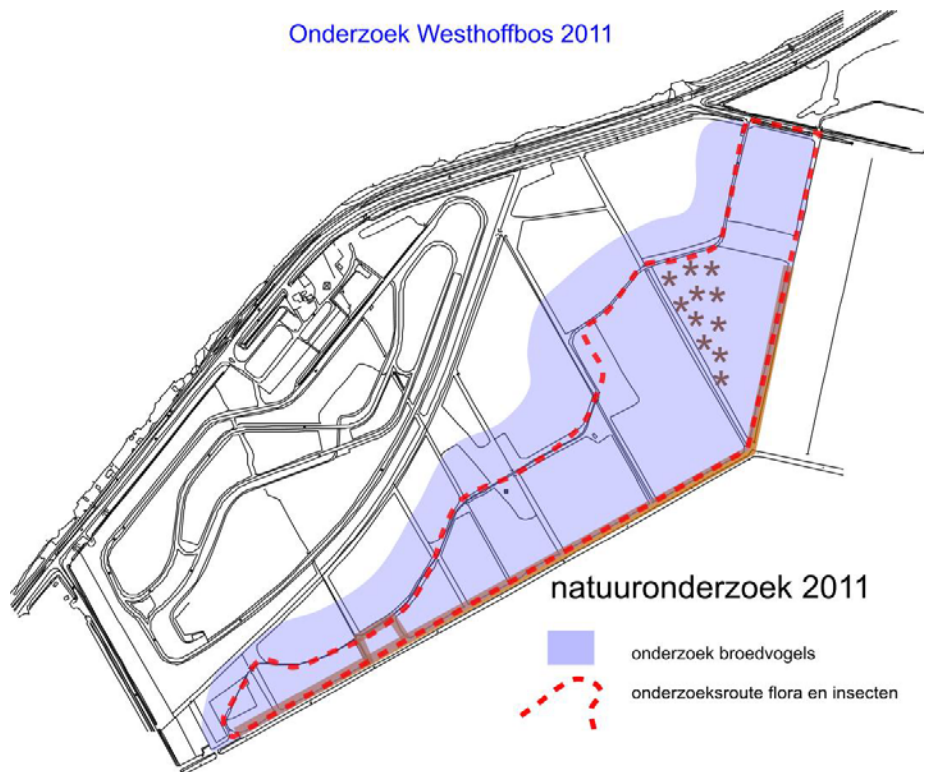 Onderzoek Westhoffbos 2011
natuuronderzoek 2011
onderzoek broedvogels
onderzoeksroute flora en insecten